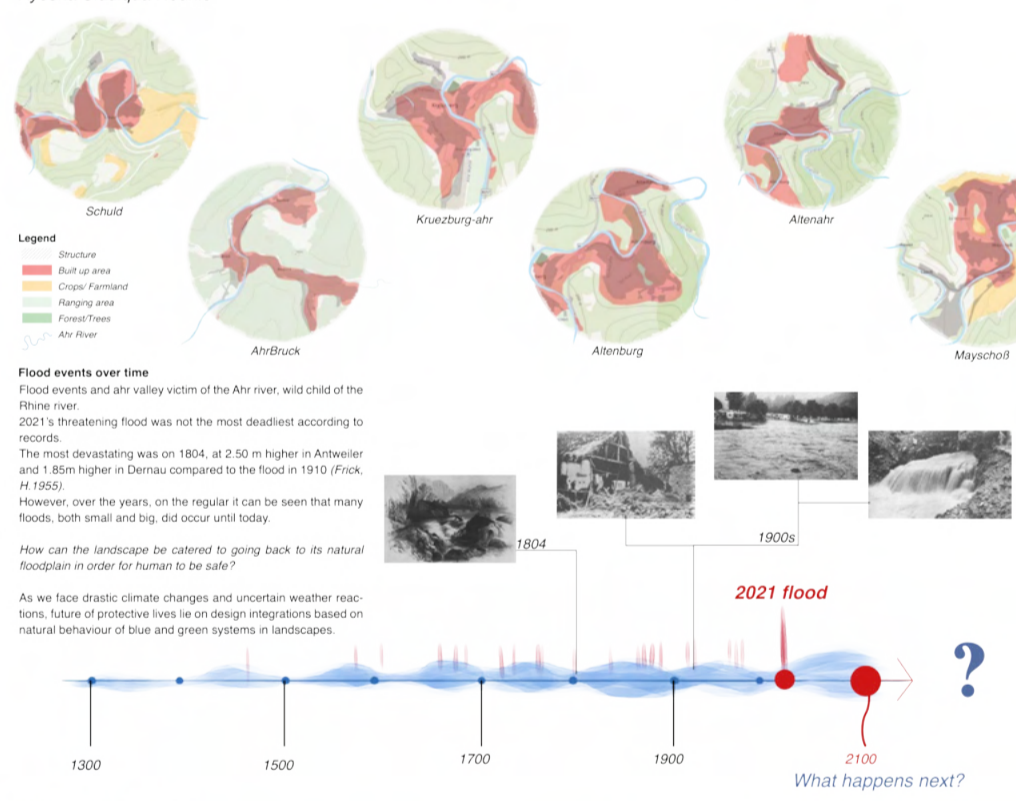 Schuld
Kruezburg-ahr
Altenahr
AhrBruck
Altenburg
Mayschoß
Legend
Structure
Built up area
Crops/ Farmland
Ranging area
Forest/Trees
Ahr River
Flood events over time
Flood events and ahr valley victim of the Ahr river, wild child of the
Rhine river.
2021's threatening flood was not the most deadliest according to
records.
The most devastating was on 1804, at 2.50 m higher in Antweiler
and 1.85m higher in Dernau compared to the flood in 1910 (Frick,
H. 1955).
However, over the years, on the regular it can be seen that many
floods, both small and big, did occur until today.
How can the landscape be catered to going back to its natural
floodplain in order for human to be safe?
As we face drastic climate changes and uncertain weather reac-
tions, future of protective lives lie on design integrations based on
natural behaviour of blue and green systems in landscapes.
1804
1900s
2021 flood
?
1300
1500
1700
1900
2100
What happens next?